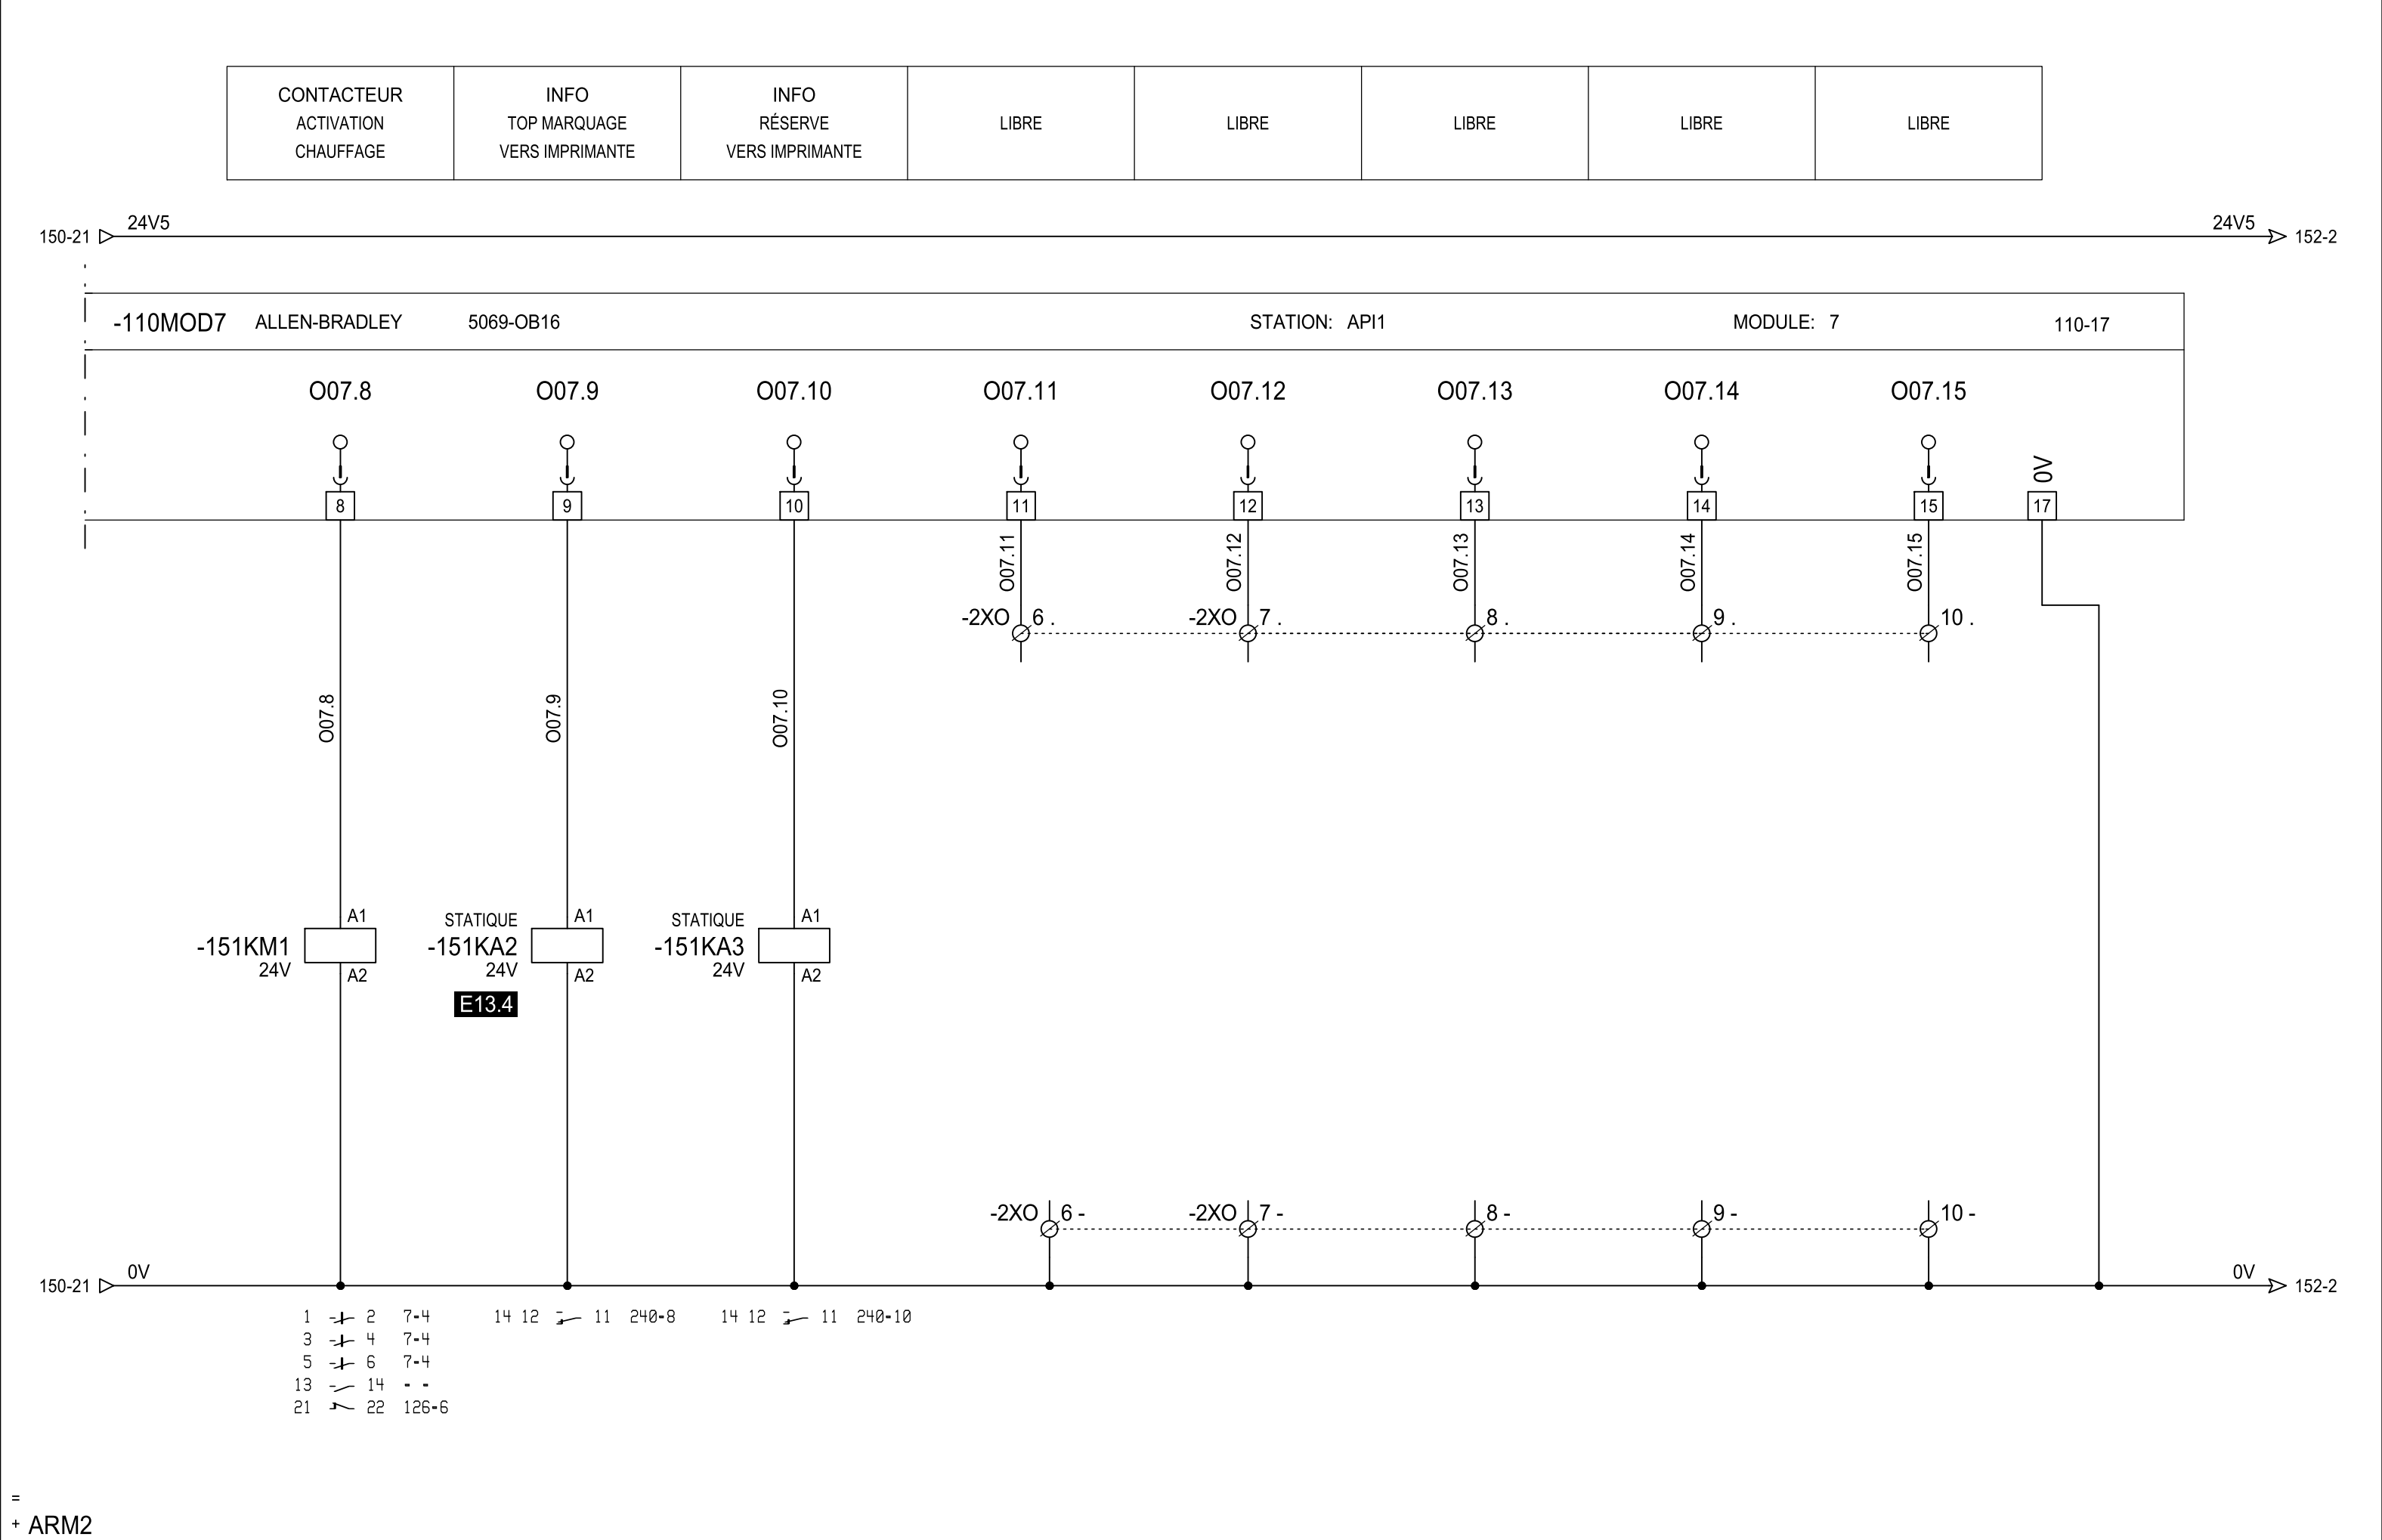 CONTACTEUR
ACTIVATION
CHAUFFAGE
INFO
TOP MARQUAGE
VERS IMPRIMANTE
INFO
RÉSERVE
VERS IMPRIMANTE
LIBRE
LIBRE
LIBRE
LIBRE
LIBRE
150-21 24V5 24V5 152-2
-110MOD7 ALLEN-BRADLEY 5069-OB16 STATION: API1 MODULE: 7 110-17
O07.8 O07.9 O07.10 O07.11 O07.12 O07.13 O07.14 O07.15
0V
8 9 10 11 12 13 14 15 17
O07.11 O07.12 O07.13 O07.14 O07.15
-2XO 6 . -2XO 7 . 8 . 9 . 10 .
O07.8 O07.9 O07.10
A1 STATIQUE A1 STATIQUE A1
-151KM1 -151KA2 -151KA3
24V 24V 24V
A2 A2 A2
E13.4
-2XO 6 - -2XO 7 - 8 - 9 - 10 -
150-21 0V 0V 152-2
1 2 7-4 14 12 11 240-8 14 12 11 240-10
3 4 7-4
5 6 7-4
13 14 - -
21 22 126-6
=
+ ARM2